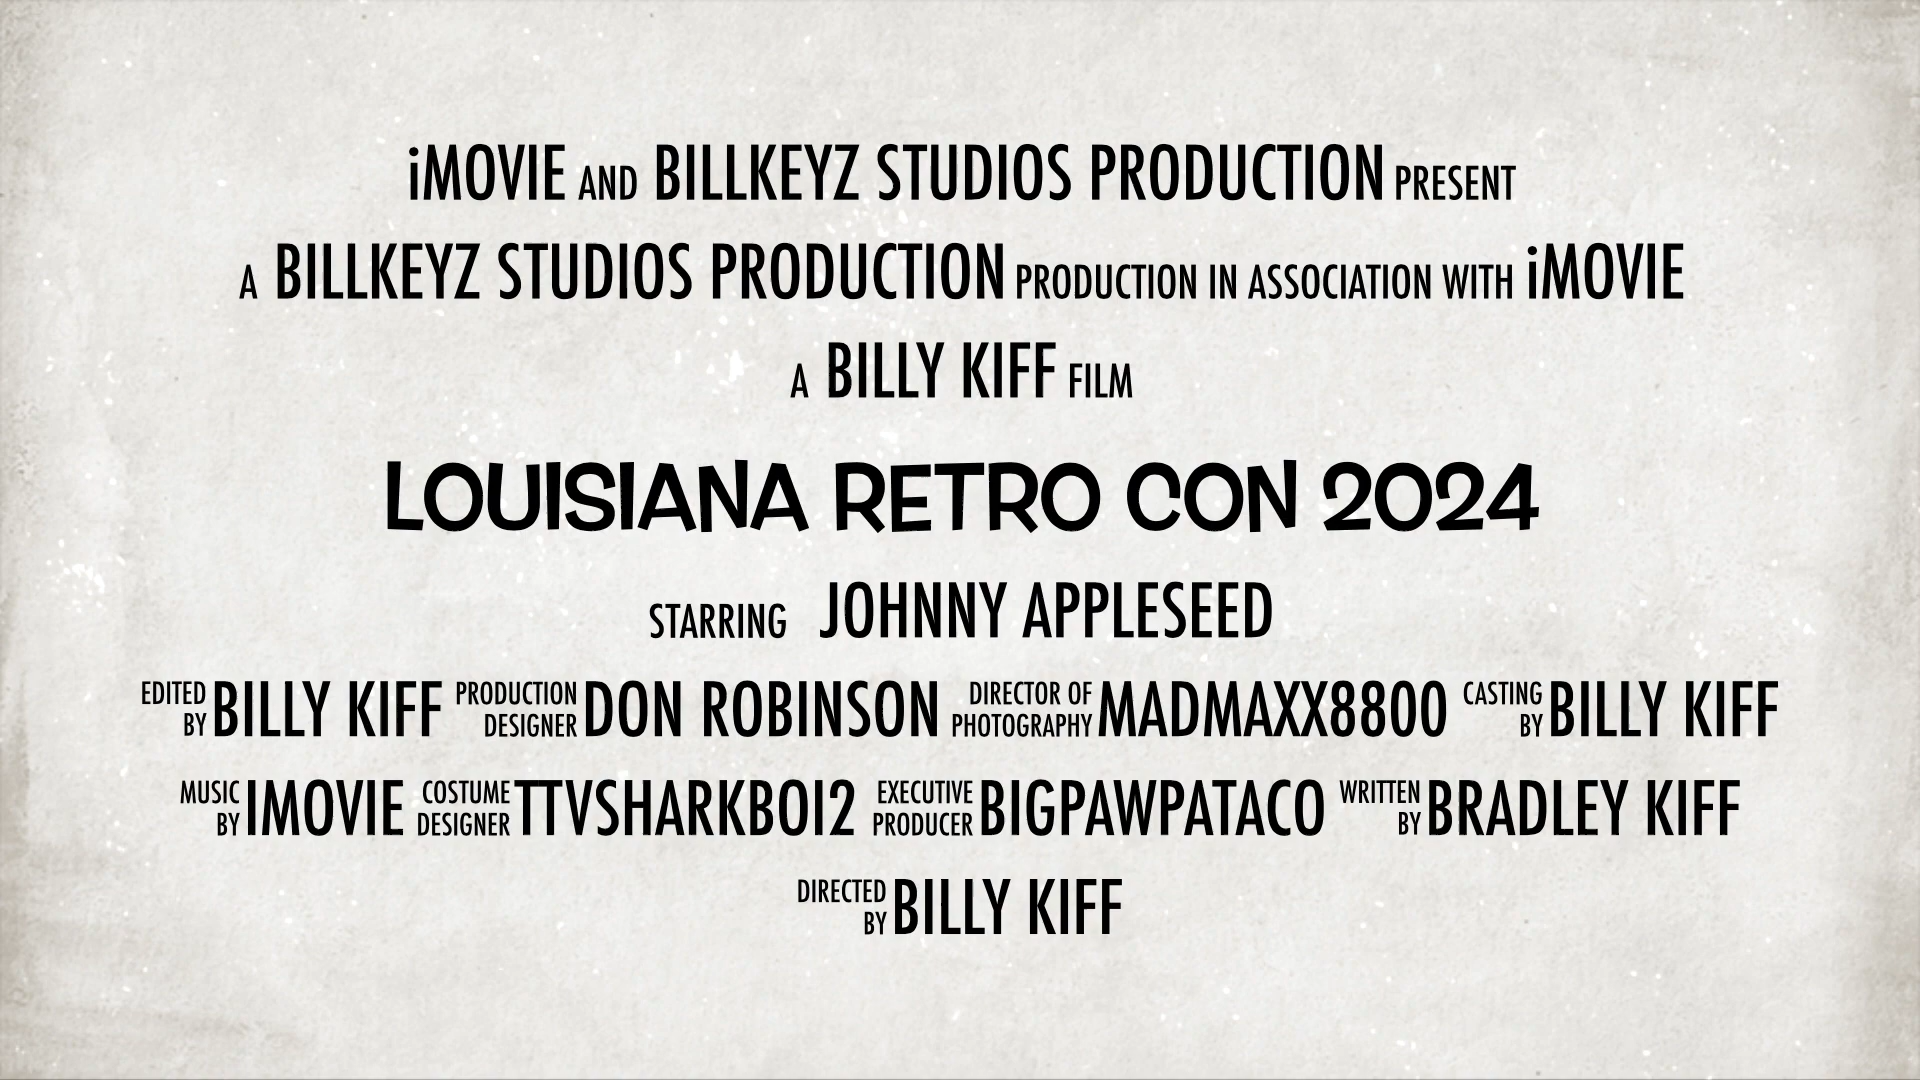 iMOVIE AND BILLKEYZ STUDIOS PRODUCTION PRESENT
A BILLKEYZ STUDIOS PRODUCTION PRODUCTION IN ASSOCIATION WITH iMOVIE
A BILLY KIFF FILM
LOUISIANA RETRO CON 2024
STARRING JOHNNY APPLESEED
EDITED BY BILLY KIFF PRODUCTION DESIGNER DON ROBINSON DIRECTOR OF PHOTOGRAPHY MADMAXX8800 CASTING BY BILLY KIFF
MUSIC BY IMOVIE COSTUME DESIGNER TTVSHARKBOI2 EXECUTIVE PRODUCER BIGPAWPATACO WRITTEN BY BRADLEY KIFF
DIRECTED BY BILLY KIFF